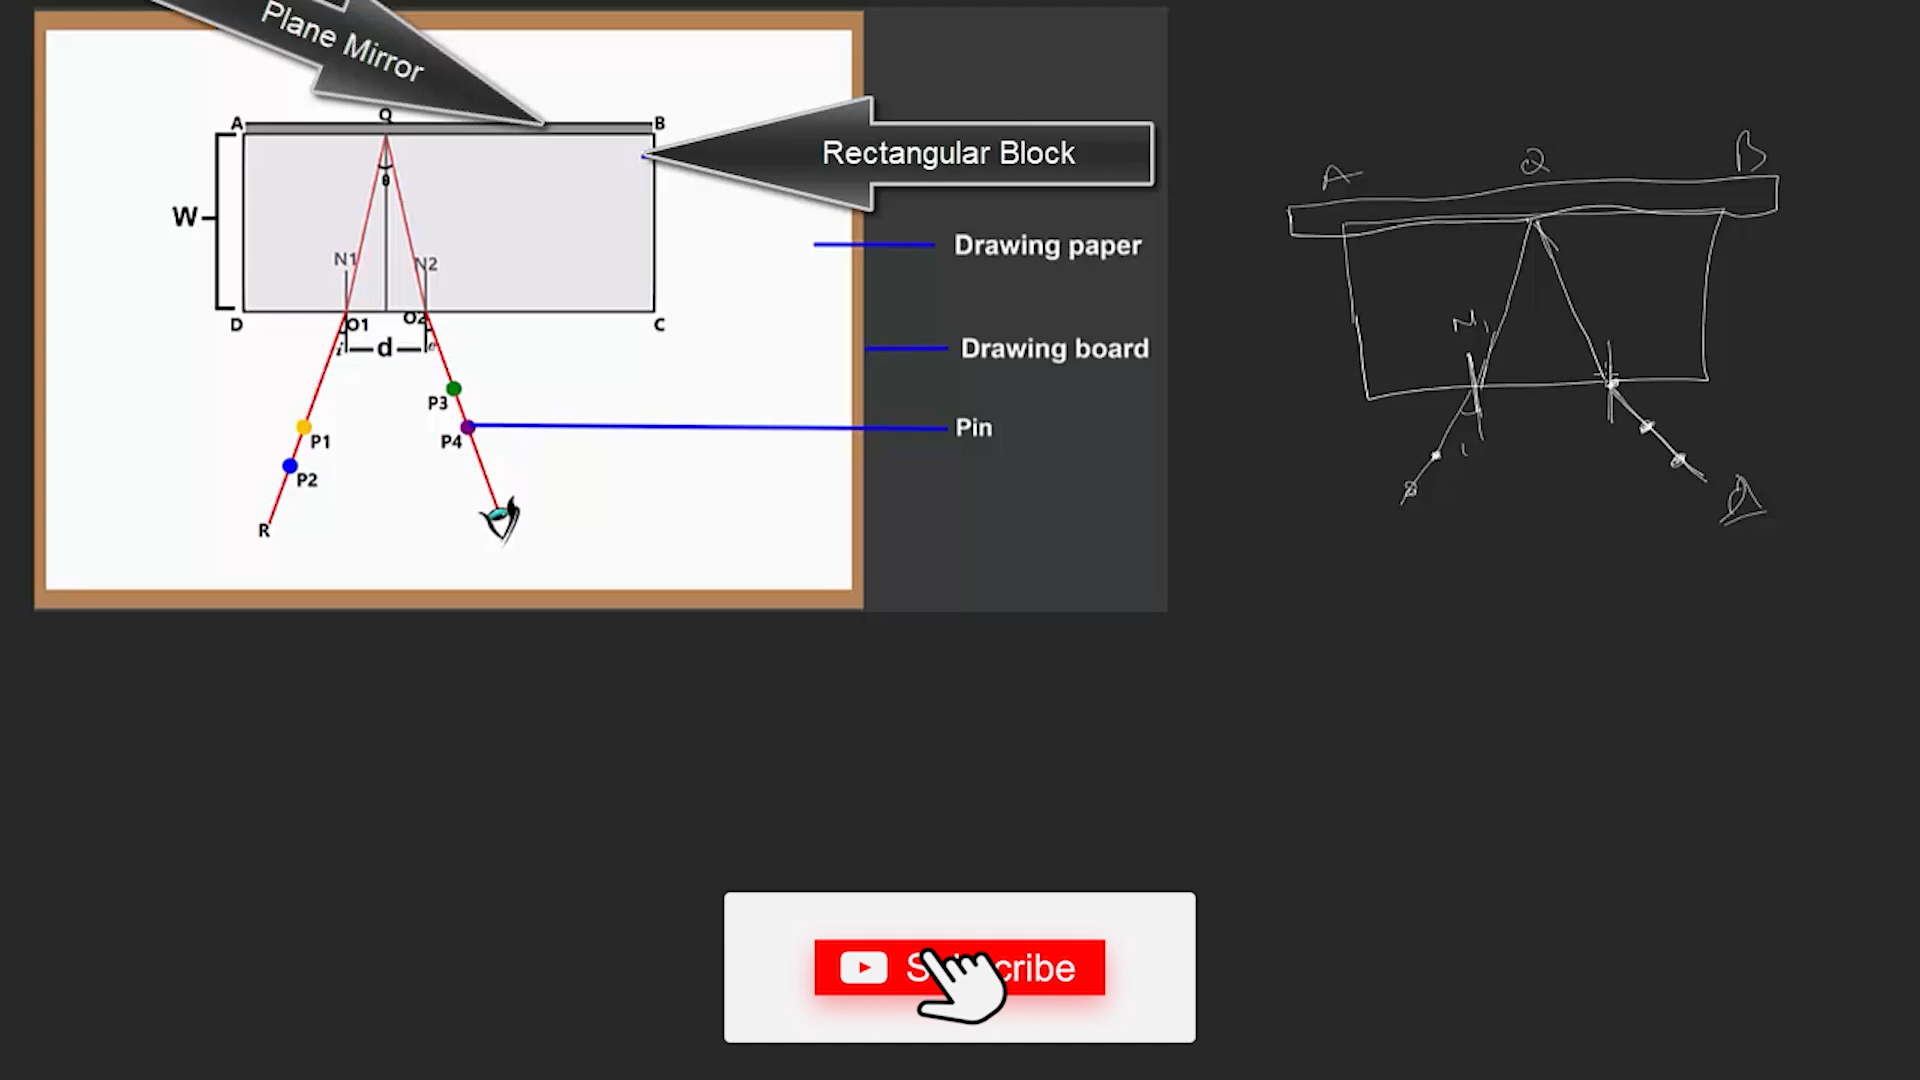 Plane Mirror
A
Q
B
Rectangular Block
θ
W
N1
N2
D
O1
O2
C
i
d
e
P3
P1
P4
P2
R
Drawing paper
Drawing board
Pin
A
Q
B
N1
i
Subscribe